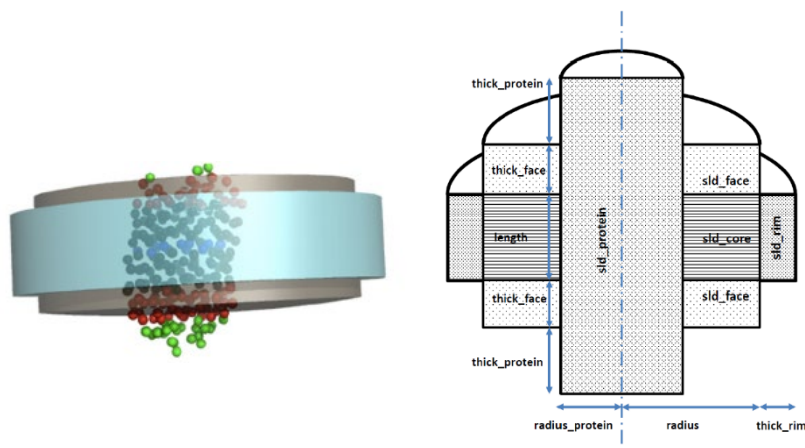 thick_protein
thick_face
sld_face
length
sld_protein
sld_core
sld_rim
thick_face
sld_face
thick_protein
radius_protein
radius
thick_rim